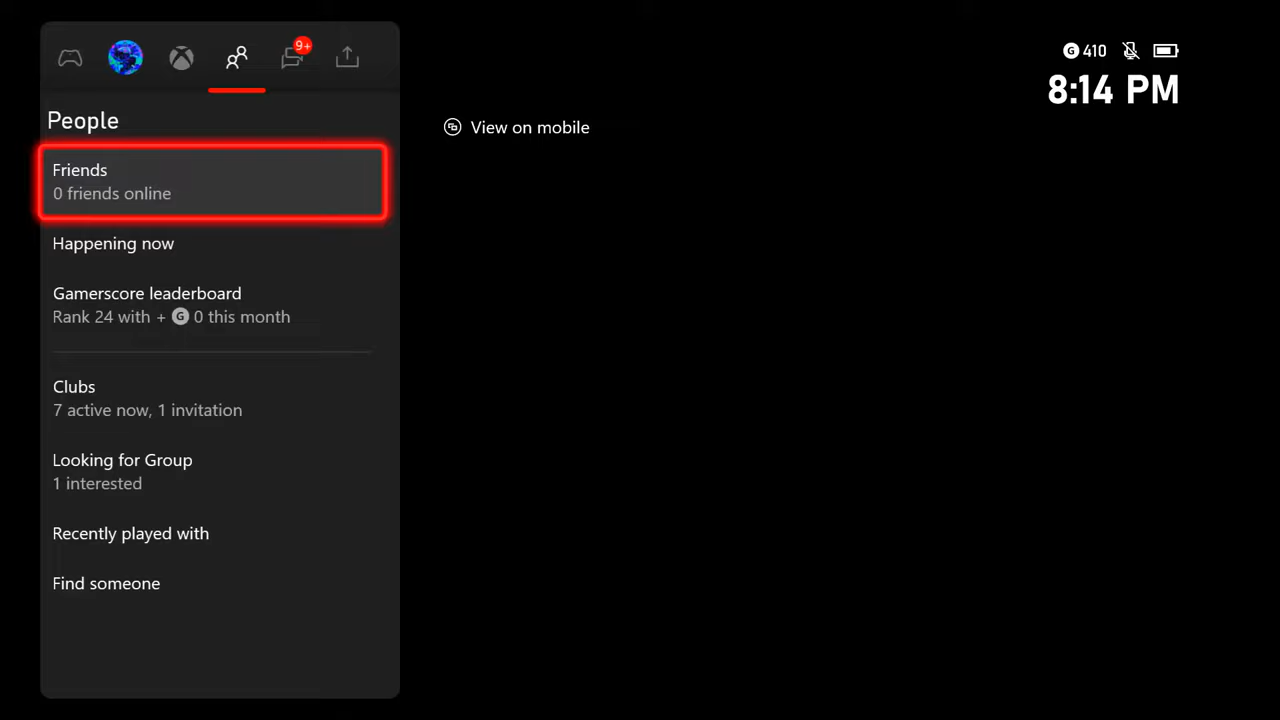 9+
G 410
8:14 PM
People
View on mobile
Friends
0 friends online
Happening now
Gamerscore leaderboard
Rank 24 with + G 0 this month
Clubs
7 active now, 1 invitation
Looking for Group
1 interested
Recently played with
Find someone